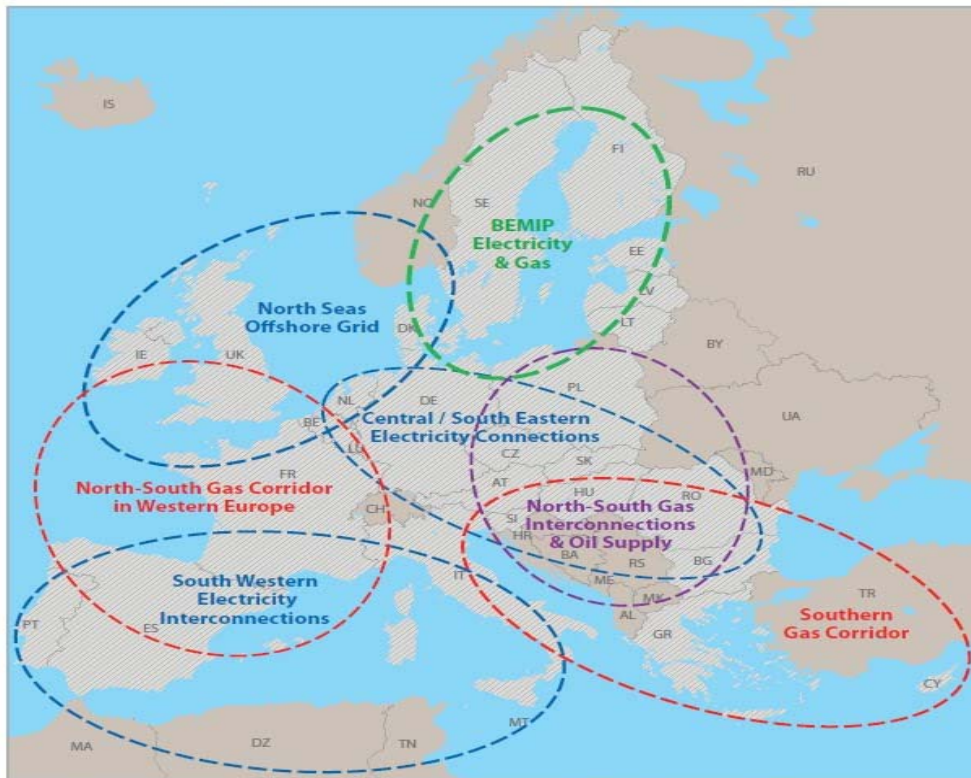 IS
FI
RU
NO
SE
BEMIP
Electricity
& Gas
EE
LV
LT
DK
North Seas
Offshore Grid
IE
UK
BY
NL
DE
PL
BE
Central / South Eastern
Electricity Connections
UA
LU
CZ
SK
FR
AT
MD
North-South Gas Corridor
in Western Europe
CH
HU
RO
North-South Gas
Interconnections
& Oil Supply
SI
HR
BA
RS
BG
IT
ME
MK
AL
South Western
Electricity
Interconnections
TR
Southern
Gas Corridor
PT
ES
GR
CY
MT
MA
DZ
TN